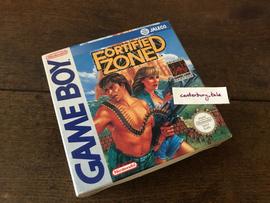 JALECO
FORTIFIED
ZONE
canterbury_tale
GAME BOY
Nintendo